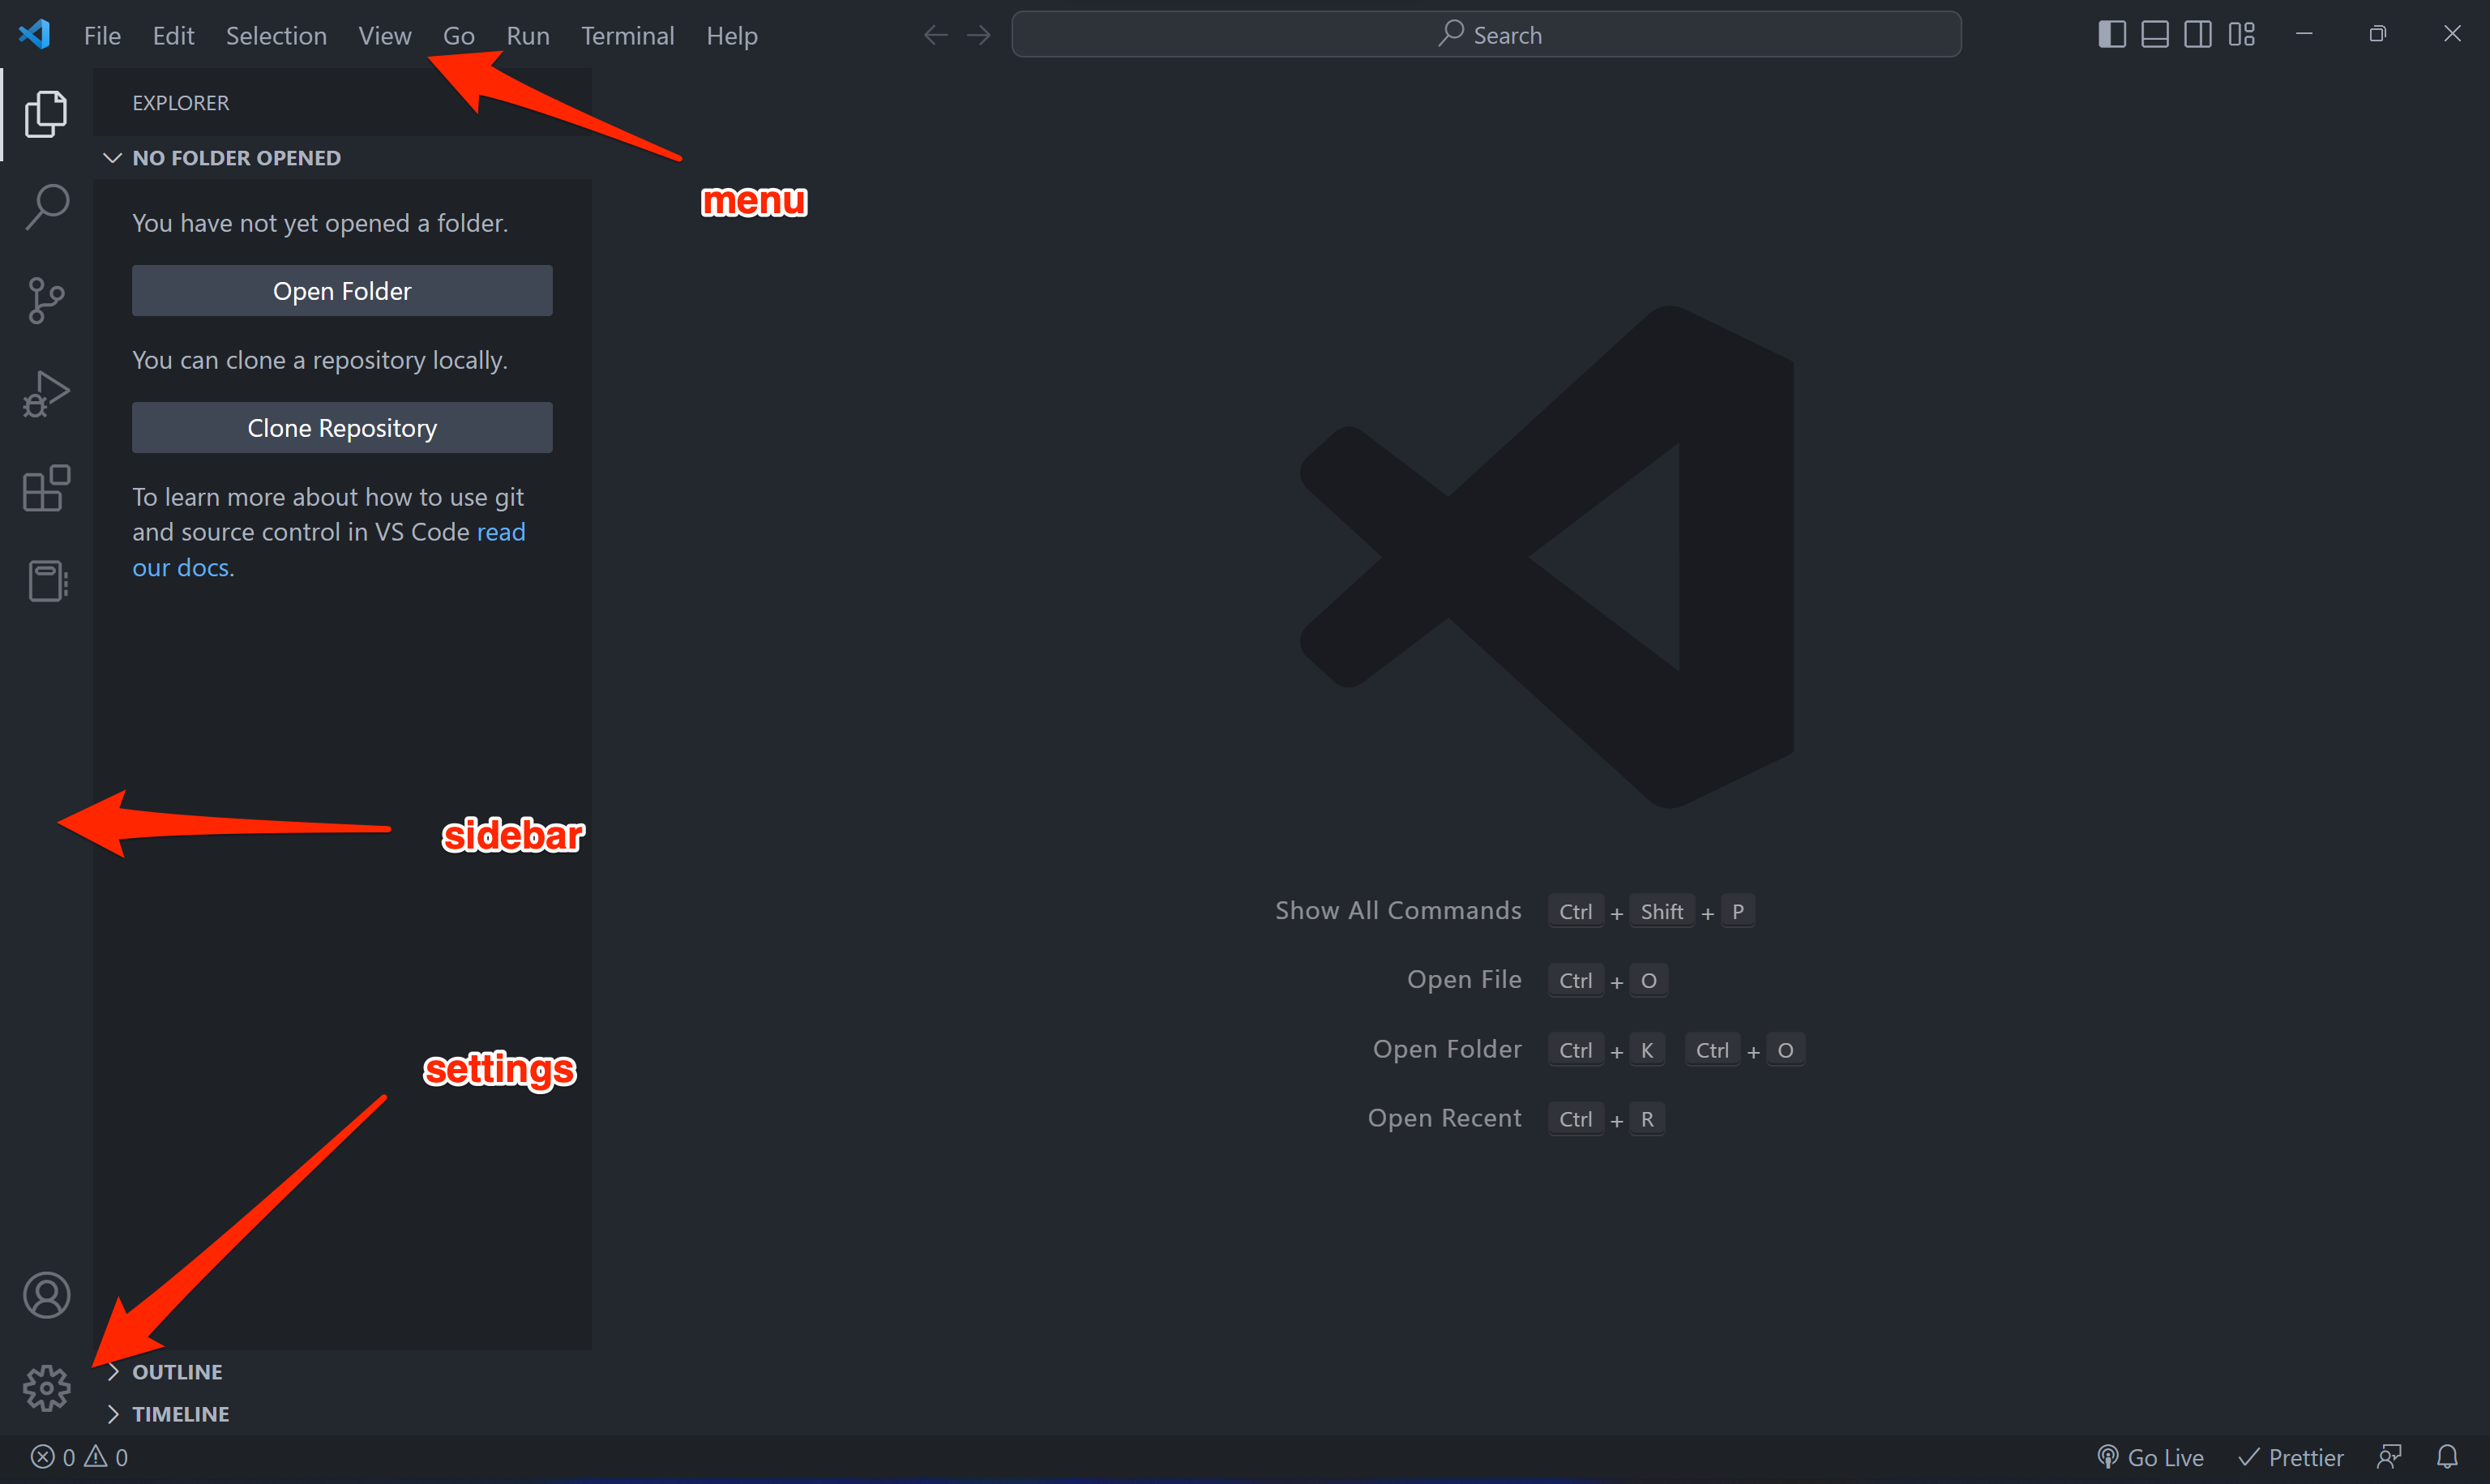 File Edit Selection View Go Run Terminal Help
Search
EXPLORER
NO FOLDER OPENED
You have not yet opened a folder.
Open Folder
You can clone a repository locally.
Clone Repository
To learn more about how to use git
and source control in VS Code read
our docs.
menu
sidebar
settings
Show All Commands Ctrl + Shift + P
Open File Ctrl + O
Open Folder Ctrl + K Ctrl + O
Open Recent Ctrl + R
OUTLINE
TIMELINE
0 0
Go Live Prettier